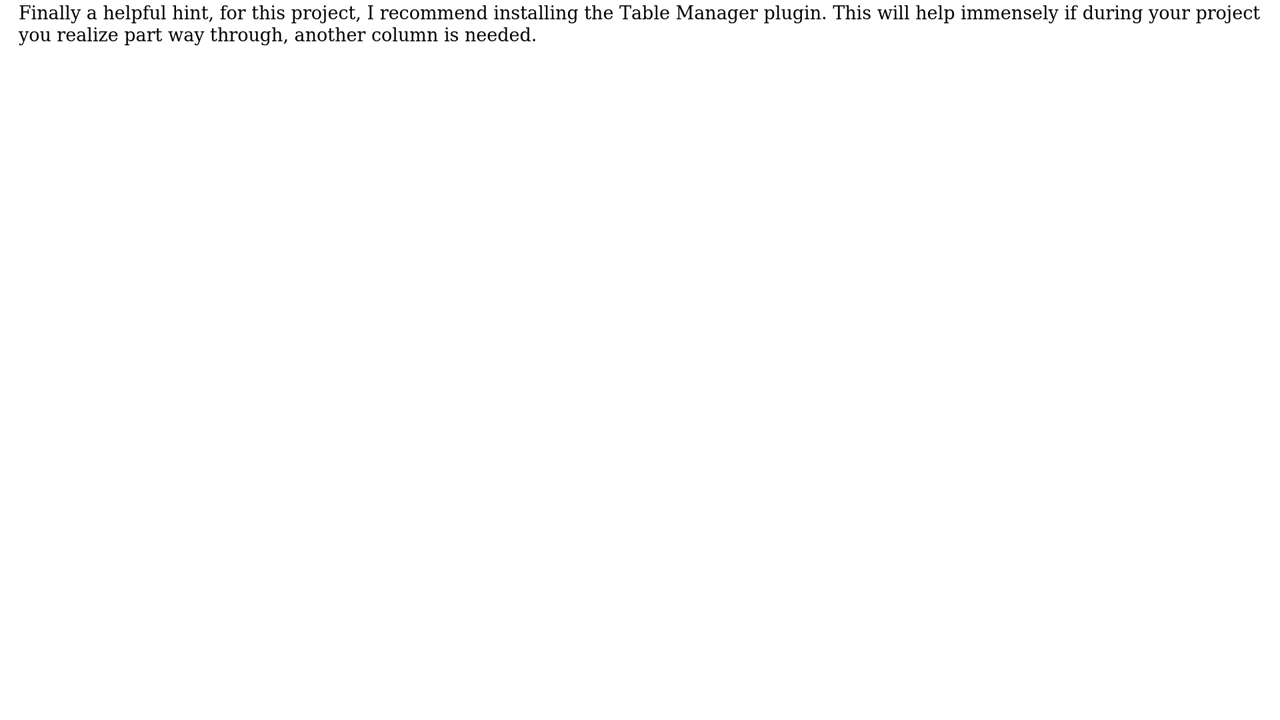 Finally a helpful hint, for this project, I recommend installing the Table Manager plugin. This will help immensely if during your project
you realize part way through, another column is needed.